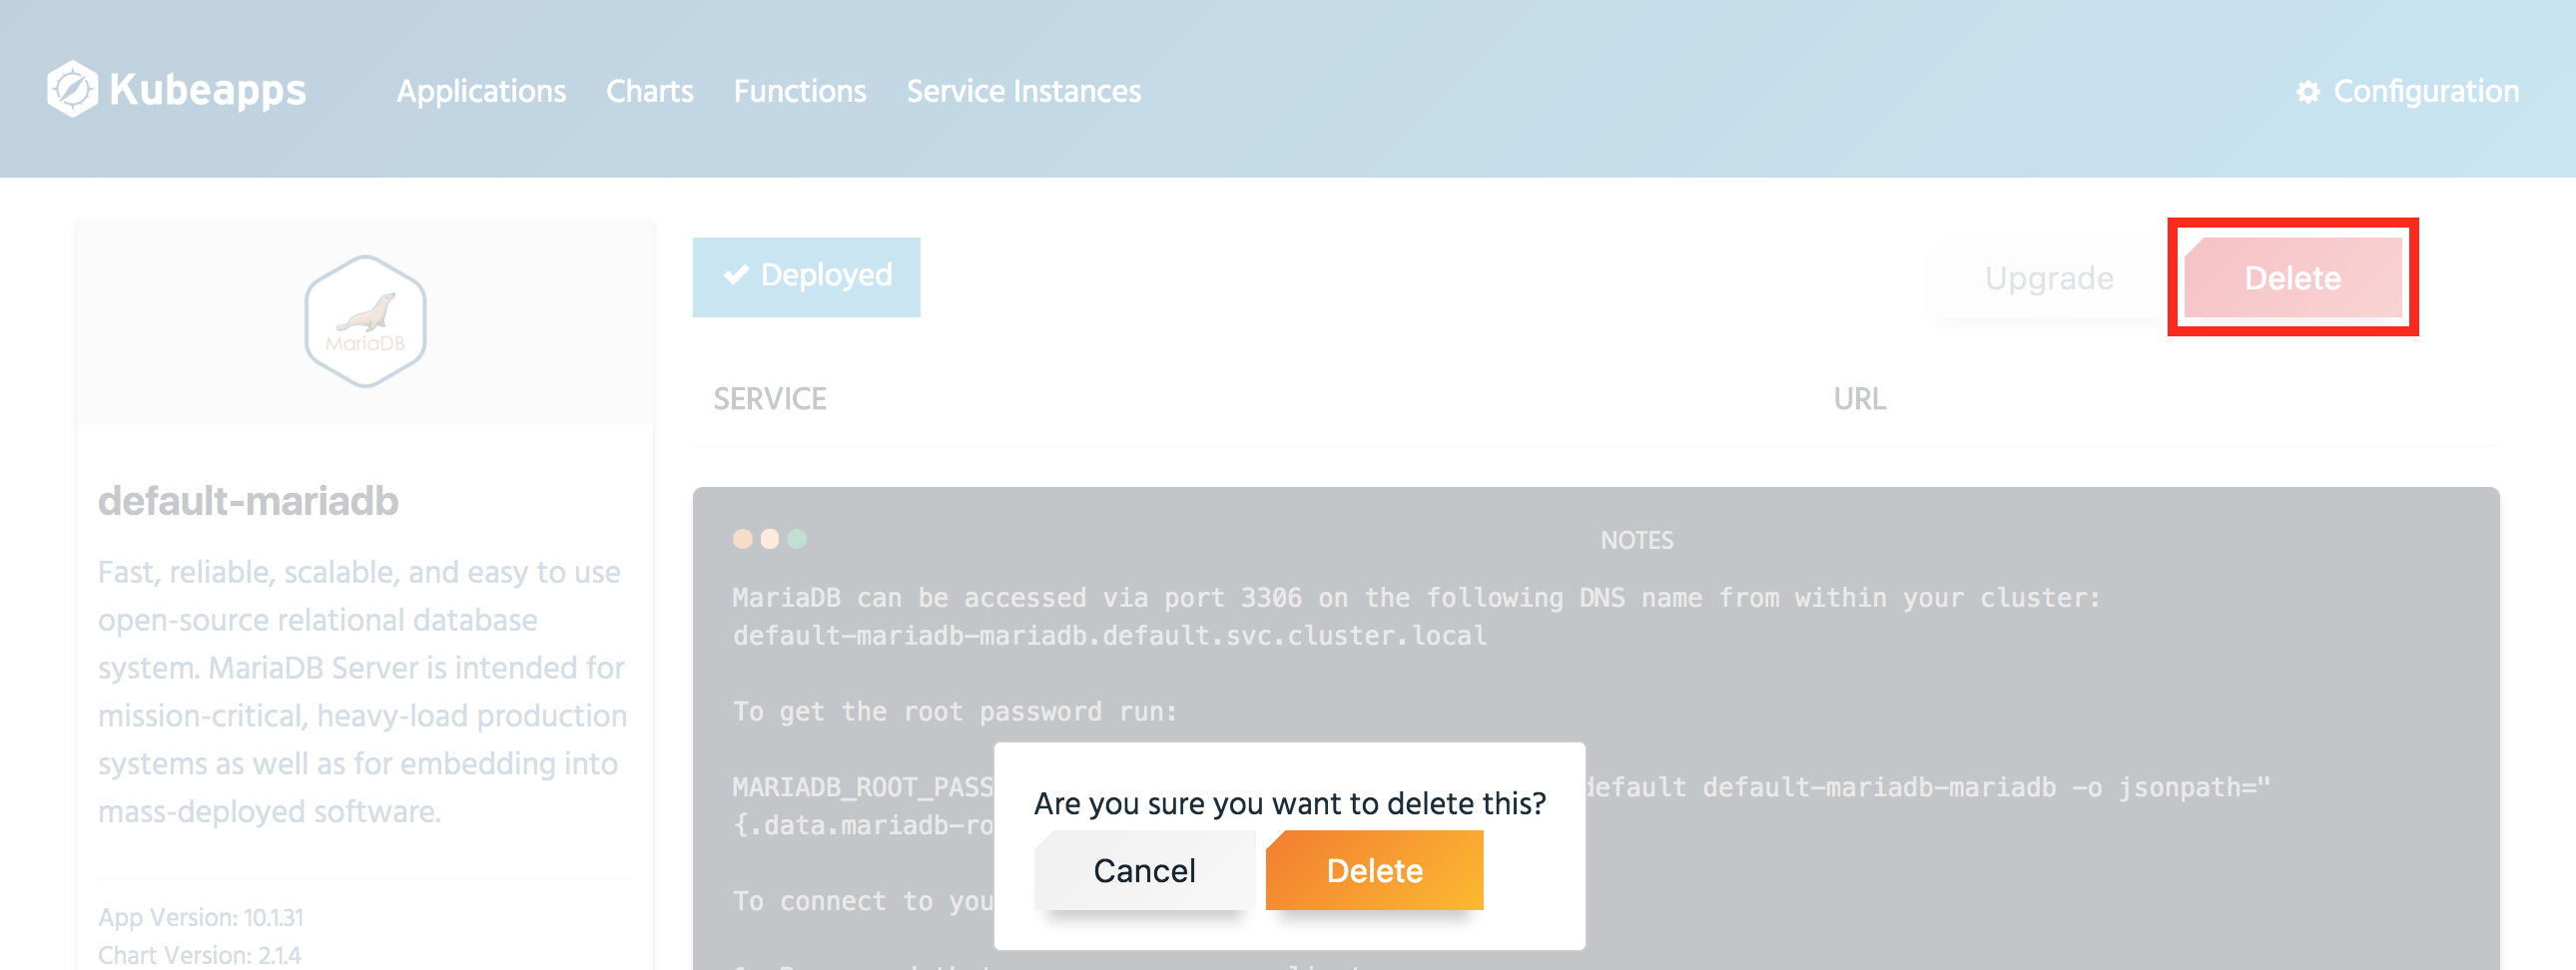 Kubeapps
Applications
Charts
Functions
Service Instances
Configuration
MariaDB
default-mariadb
Fast, reliable, scalable, and easy to use
open-source relational database
system. MariaDB Server is intended for
mission-critical, heavy-load production
systems as well as for embedding into
mass-deployed software.
App Version: 10.1.31
Chart Version: 2.1.4
Deployed
Upgrade
Delete
SERVICE
URL
NOTES
MariaDB can be accessed via port 3306 on the following DNS name from within your cluster:
default-mariadb-mariadb.default.svc.cluster.local
To get the root password run:
MARIADB_ROOT_PASS default default-mariadb-mariadb -o jsonpath="
{.data.mariadb-ro
To connect to you
Are you sure you want to delete this?
Cancel
Delete